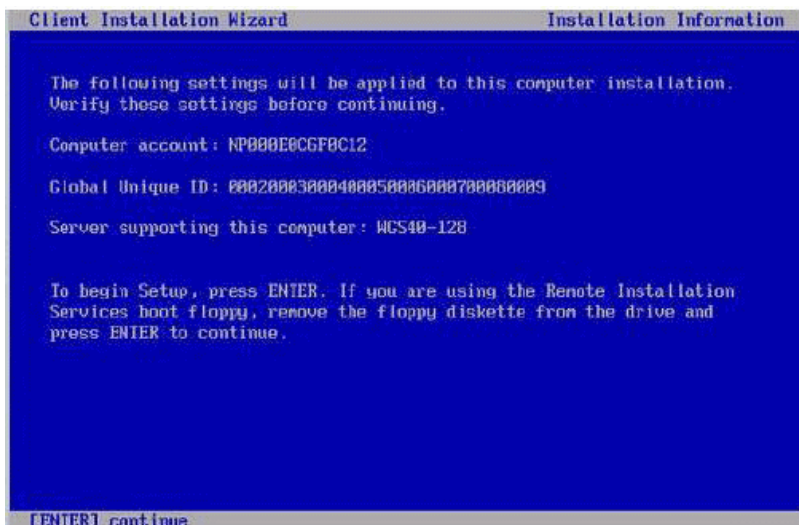 Client Installation Wizard Installation Information
The following settings will be applied to this computer installation.
Verify these settings before continuing.
Computer account: NP000E0CGF0C12
Global Unique ID: 00020003000400050006000700080009
Server supporting this computer: WGS40-128
To begin Setup, press ENTER. If you are using the Remote Installation
Services boot floppy, remove the floppy diskette from the drive and
press ENTER to continue.
[ENTER] continue